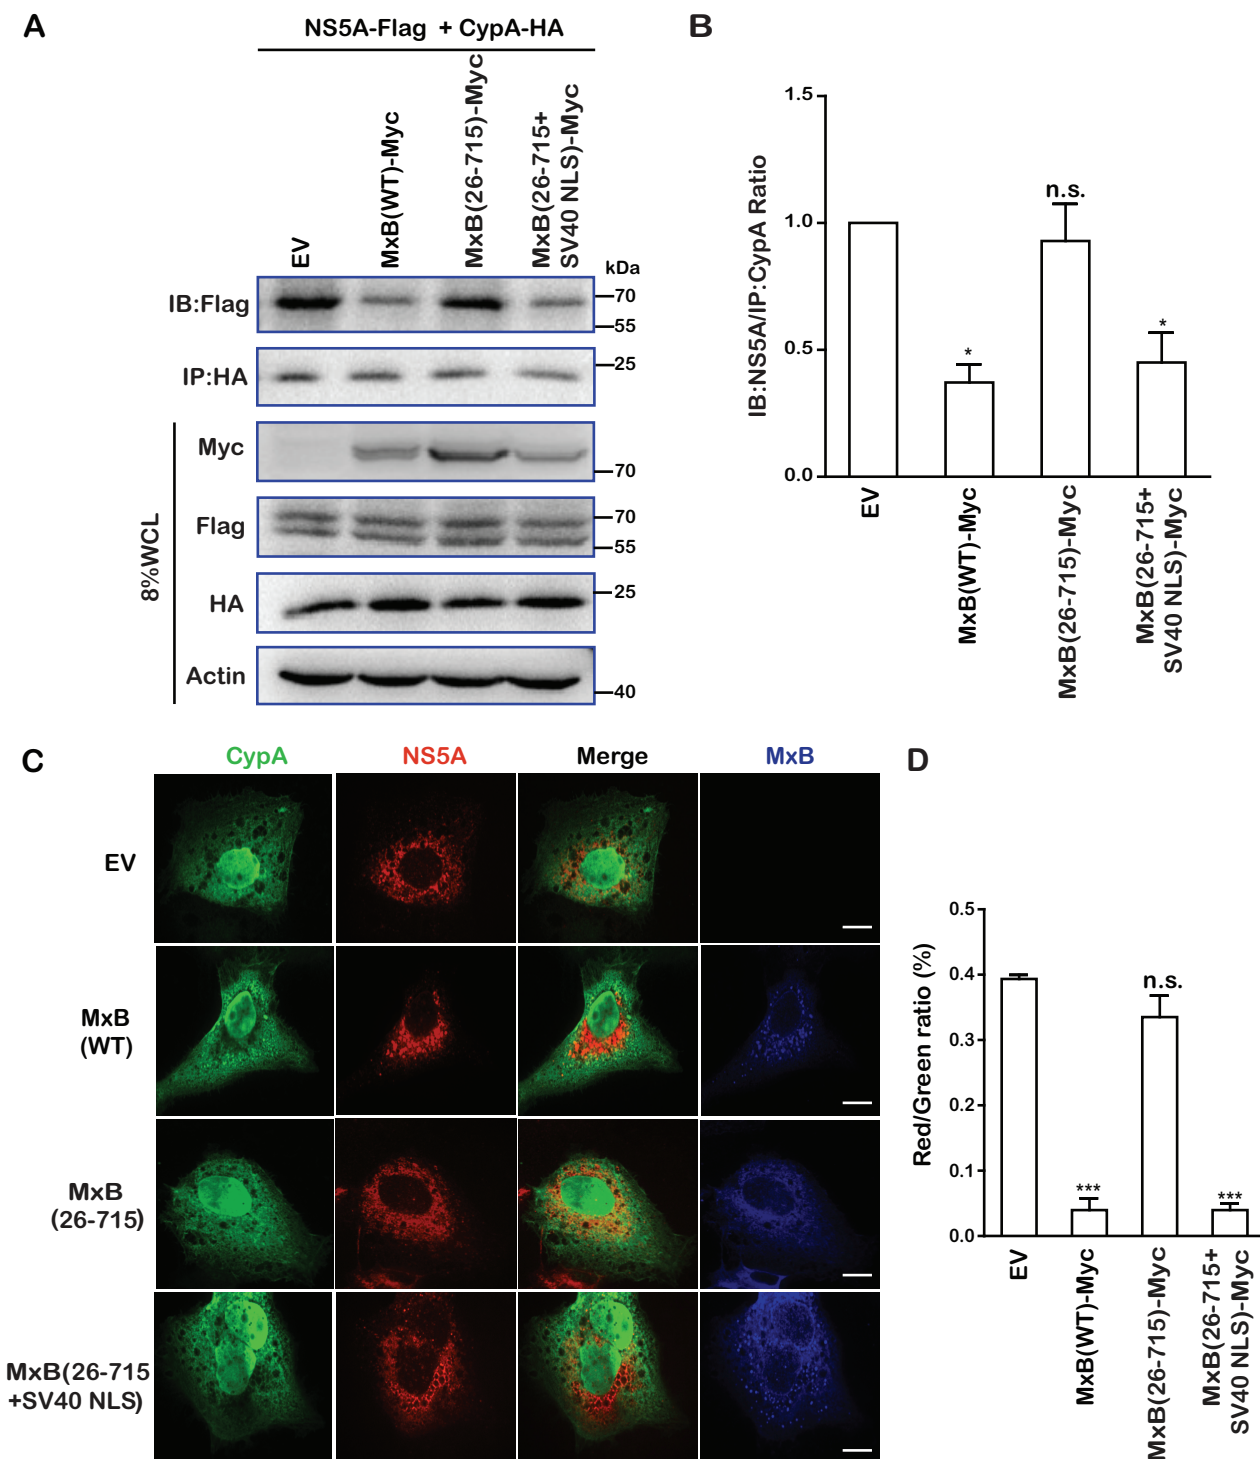 A
NS5A-Flag + CypA-HA
EV
MxB(WT)-Myc
MxB(26-715)-Myc
MxB(26-715+
SV40 NLS)-Myc
kDa
IB:Flag
70
55
IP:HA
25
8%WCL
Myc
70
Flag
70
55
HA
25
Actin
40
B
IB:NS5A/IP:CypA Ratio
1.5
1.0
0.5
0.0
*
n.s.
*
EV
MxB(WT)-Myc
MxB(26-715)-Myc
MxB(26-715+
SV40 NLS)-Myc
C
CypA
NS5A
Merge
MxB
EV
MxB
(WT)
MxB
(26-715)
MxB(26-715
+SV40 NLS)
D
Red/Green ratio (%)
0.5
0.4
0.3
0.2
0.1
0.0
***
n.s.
***
EV
MxB(WT)-Myc
MxB(26-715)-Myc
MxB(26-715+
SV40 NLS)-Myc